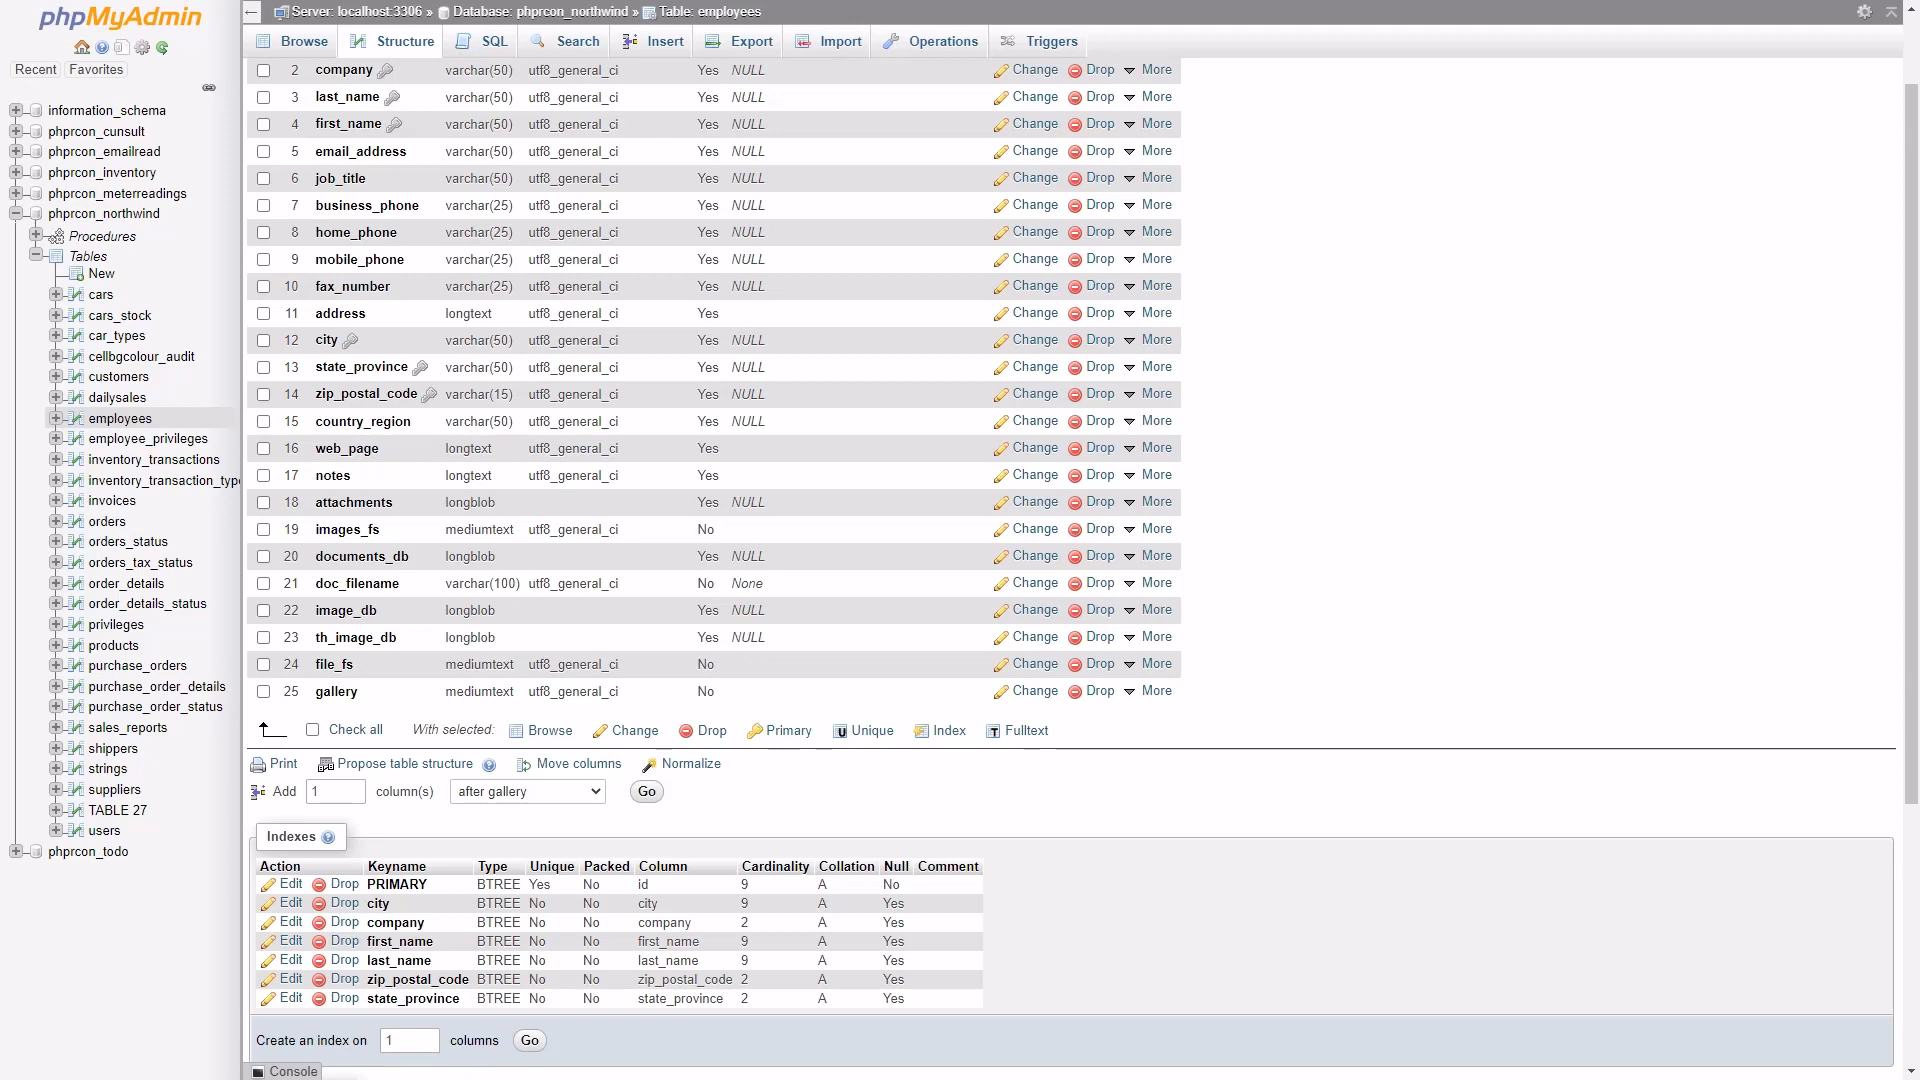 phpMyAdmin
Recent Favorites
information_schema
phprcon_cunsult
phprcon_emailread
phprcon_inventory
phprcon_meterreadings
phprcon_northwind
Procedures
Tables
New
cars
cars_stock
car_types
cellbgcolour_audit
customers
dailysales
employees
employee_privileges
inventory_transactions
inventory_transaction_type
invoices
orders
orders_status
orders_tax_status
order_details
order_details_status
privileges
products
purchase_orders
purchase_order_details
purchase_order_status
sales_reports
shippers
strings
suppliers
TABLE 27
users
phprcon_todo
Server: localhost:3306 » Database: phprcon_northwind » Table: employees
Browse Structure SQL Search Insert Export Import Operations Triggers
2 company varchar(50) utf8_general_ci Yes NULL Change Drop More
3 last_name varchar(50) utf8_general_ci Yes NULL Change Drop More
4 first_name varchar(50) utf8_general_ci Yes NULL Change Drop More
5 email_address varchar(50) utf8_general_ci Yes NULL Change Drop More
6 job_title varchar(50) utf8_general_ci Yes NULL Change Drop More
7 business_phone varchar(25) utf8_general_ci Yes NULL Change Drop More
8 home_phone varchar(25) utf8_general_ci Yes NULL Change Drop More
9 mobile_phone varchar(25) utf8_general_ci Yes NULL Change Drop More
10 fax_number varchar(25) utf8_general_ci Yes NULL Change Drop More
11 address longtext utf8_general_ci Yes Change Drop More
12 city varchar(50) utf8_general_ci Yes NULL Change Drop More
13 state_province varchar(50) utf8_general_ci Yes NULL Change Drop More
14 zip_postal_code varchar(15) utf8_general_ci Yes NULL Change Drop More
15 country_region varchar(50) utf8_general_ci Yes NULL Change Drop More
16 web_page longtext utf8_general_ci Yes Change Drop More
17 notes longtext utf8_general_ci Yes Change Drop More
18 attachments longblob Yes NULL Change Drop More
19 images_fs mediumtext utf8_general_ci No Change Drop More
20 documents_db longblob Yes NULL Change Drop More
21 doc_filename varchar(100) utf8_general_ci No None Change Drop More
22 image_db longblob Yes NULL Change Drop More
23 th_image_db longblob Yes NULL Change Drop More
24 file_fs mediumtext utf8_general_ci No Change Drop More
25 gallery mediumtext utf8_general_ci No Change Drop More
Check all With selected: Browse Change Drop Primary Unique Index Fulltext
Print Propose table structure Move columns Normalize
Add 1 column(s) after gallery Go
Indexes
Action Keyname Type Unique Packed Column Cardinality Collation Null Comment
Edit Drop PRIMARY BTREE Yes No id 9 A No
Edit Drop city BTREE No No city 9 A Yes
Edit Drop company BTREE No No company 2 A Yes
Edit Drop first_name BTREE No No first_name 9 A Yes
Edit Drop last_name BTREE No No last_name 9 A Yes
Edit Drop zip_postal_code BTREE No No zip_postal_code 2 A Yes
Edit Drop state_province BTREE No No state_province 2 A Yes
Create an index on 1 columns Go
Console